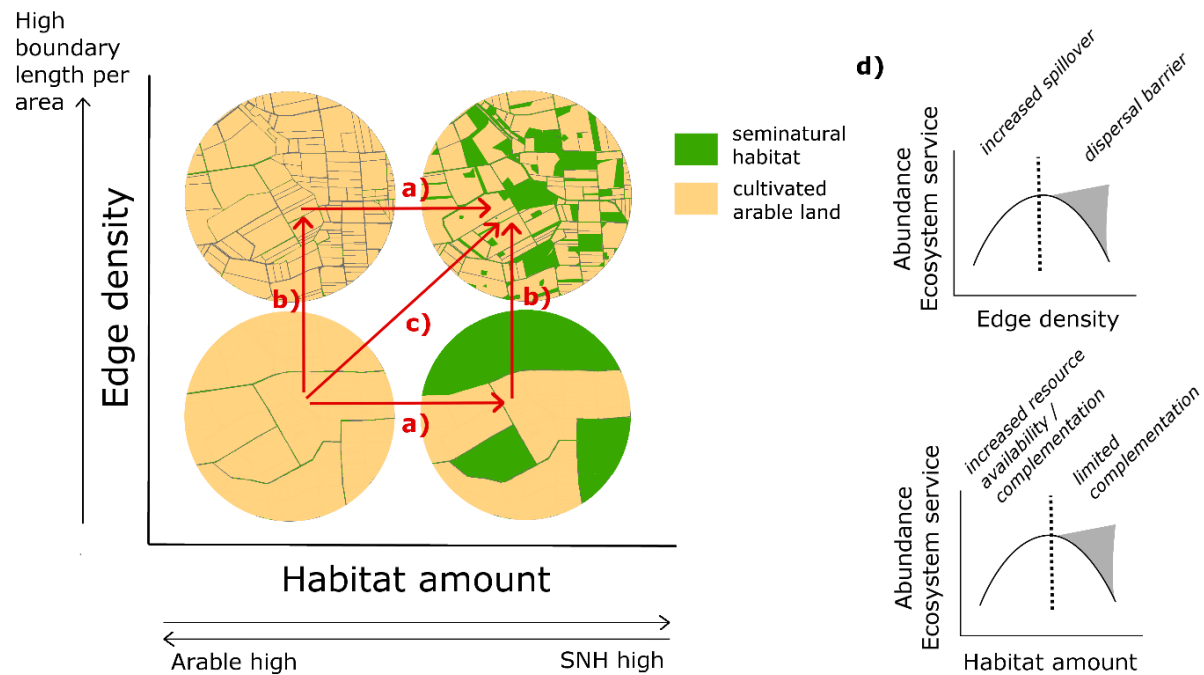 High
boundary
length per
area
Edge density
a)
b)
c)
b)
a)
Habitat amount
Arable high
SNH high
seminatural
habitat
cultivated
arable land
d)
increased spillover
dispersal barrier
Abundance
Ecosystem service
Edge density
increased resource
availability /
complementation
limited
complementation
Abundance
Ecosystem service
Habitat amount